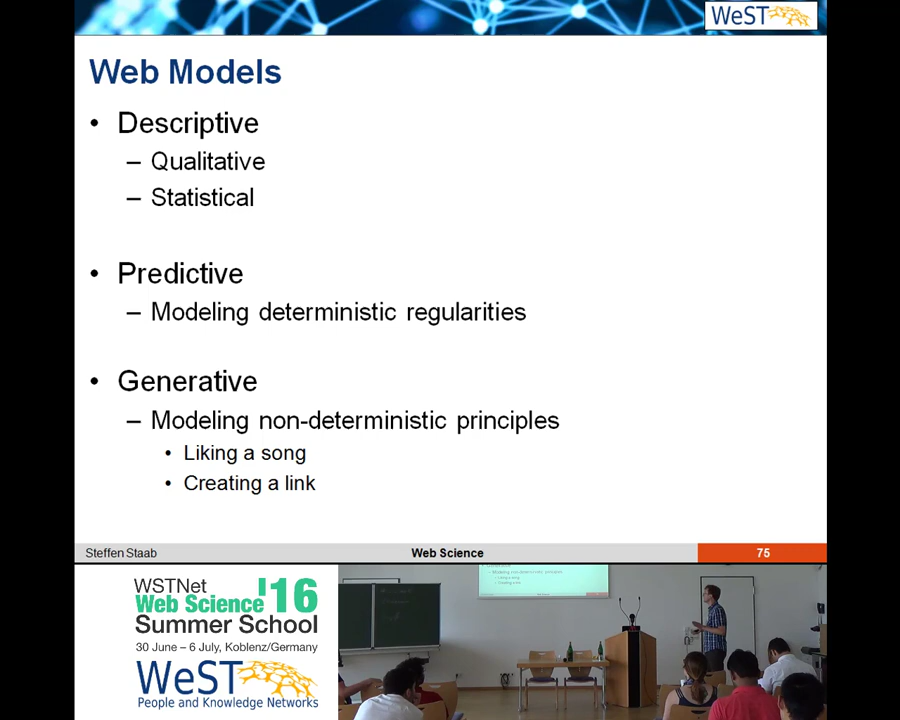 WeST
Web Models
• Descriptive
– Qualitative
– Statistical
• Predictive
– Modeling deterministic regularities
• Generative
– Modeling non-deterministic principles
• Liking a song
• Creating a link
Steffen Staab
Web Science
75
WSTNet
Web Science '16
Summer School
30 June – 6 July, Koblenz/Germany
WeST
People and Knowledge Networks